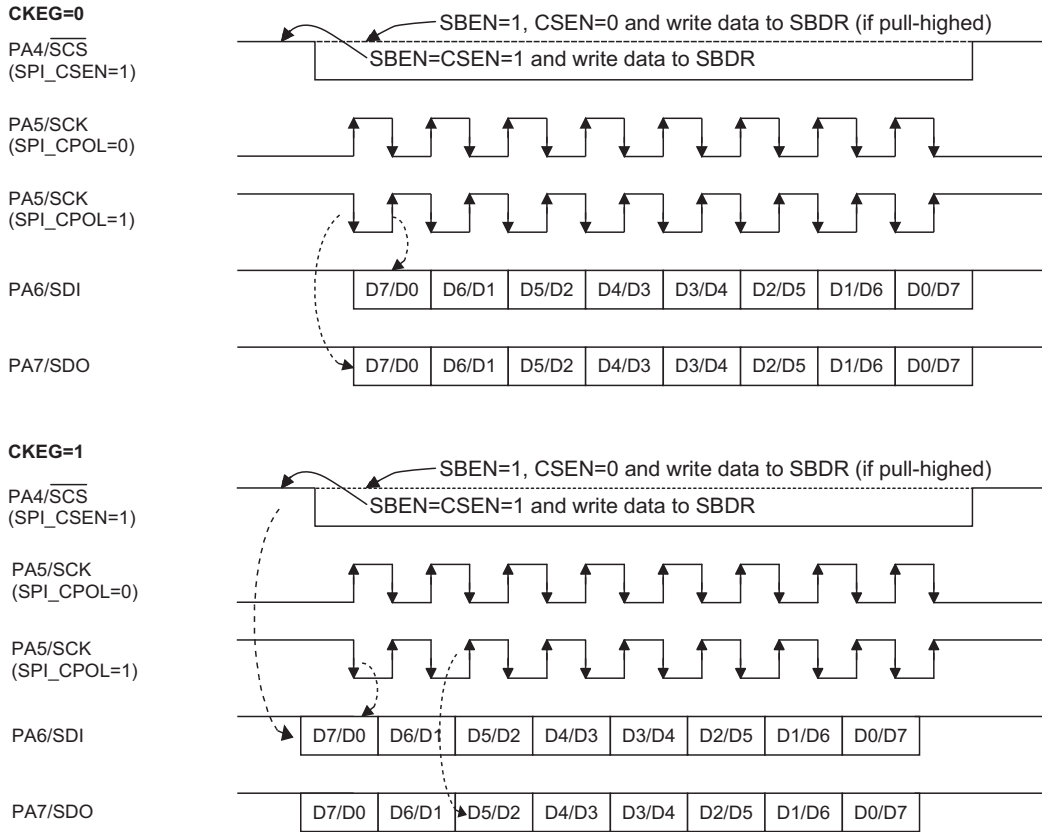 CKEG=0
SBEN=1, CSEN=0 and write data to SBDR (if pull-highed)
PA4/SCS
(SPI_CSEN=1)
SBEN=CSEN=1 and write data to SBDR
PA5/SCK
(SPI_CPOL=0)
PA5/SCK
(SPI_CPOL=1)
PA6/SDI
D7/D0 D6/D1 D5/D2 D4/D3 D3/D4 D2/D5 D1/D6 D0/D7
PA7/SDO
D7/D0 D6/D1 D5/D2 D4/D3 D3/D4 D2/D5 D1/D6 D0/D7
CKEG=1
SBEN=1, CSEN=0 and write data to SBDR (if pull-highed)
PA4/SCS
(SPI_CSEN=1)
SBEN=CSEN=1 and write data to SBDR
PA5/SCK
(SPI_CPOL=0)
PA5/SCK
(SPI_CPOL=1)
PA6/SDI
D7/D0 D6/D1 D5/D2 D4/D3 D3/D4 D2/D5 D1/D6 D0/D7
PA7/SDO
D7/D0 D6/D1 D5/D2 D4/D3 D3/D4 D2/D5 D1/D6 D0/D7